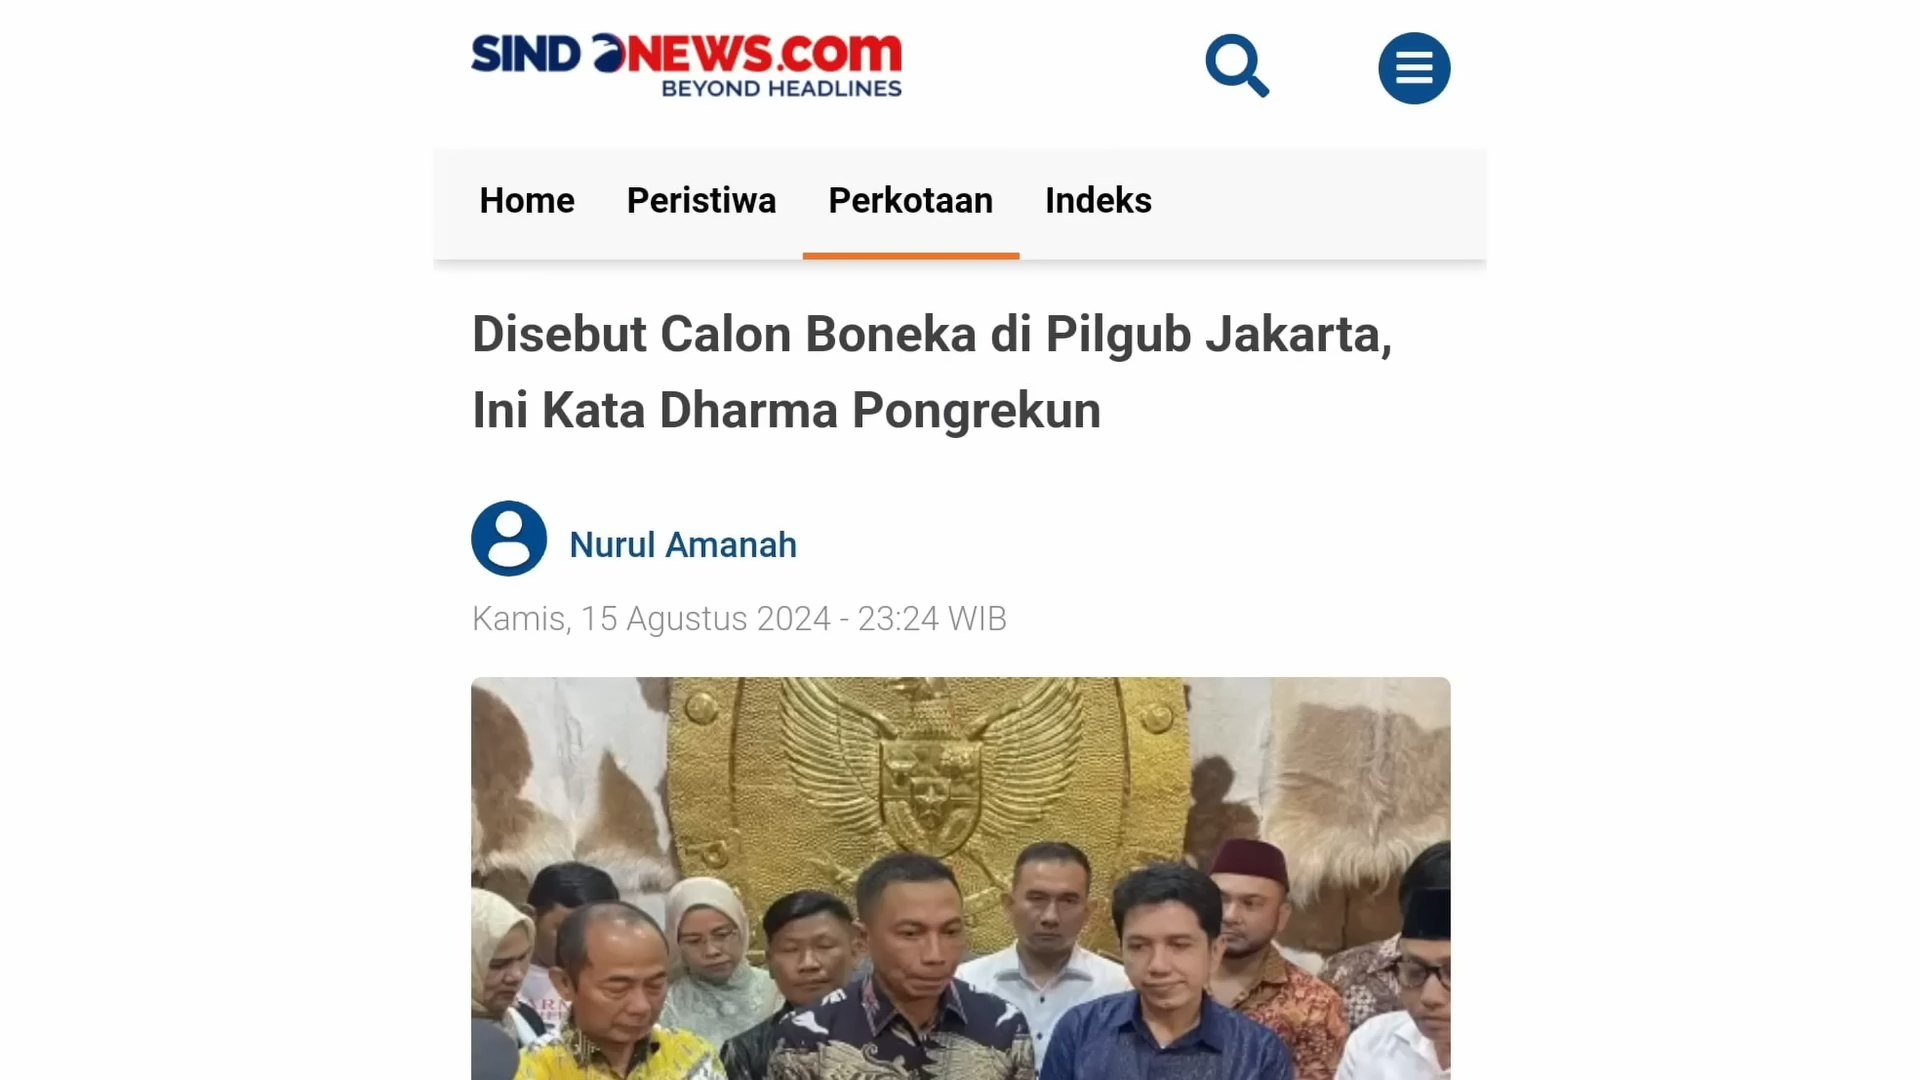 SINDONEWS.com
BEYOND HEADLINES
Home Peristiwa Perkotaan Indeks
Disebut Calon Boneka di Pilgub Jakarta,
Ini Kata Dharma Pongrekun
Nurul Amanah
Kamis, 15 Agustus 2024 - 23:24 WIB